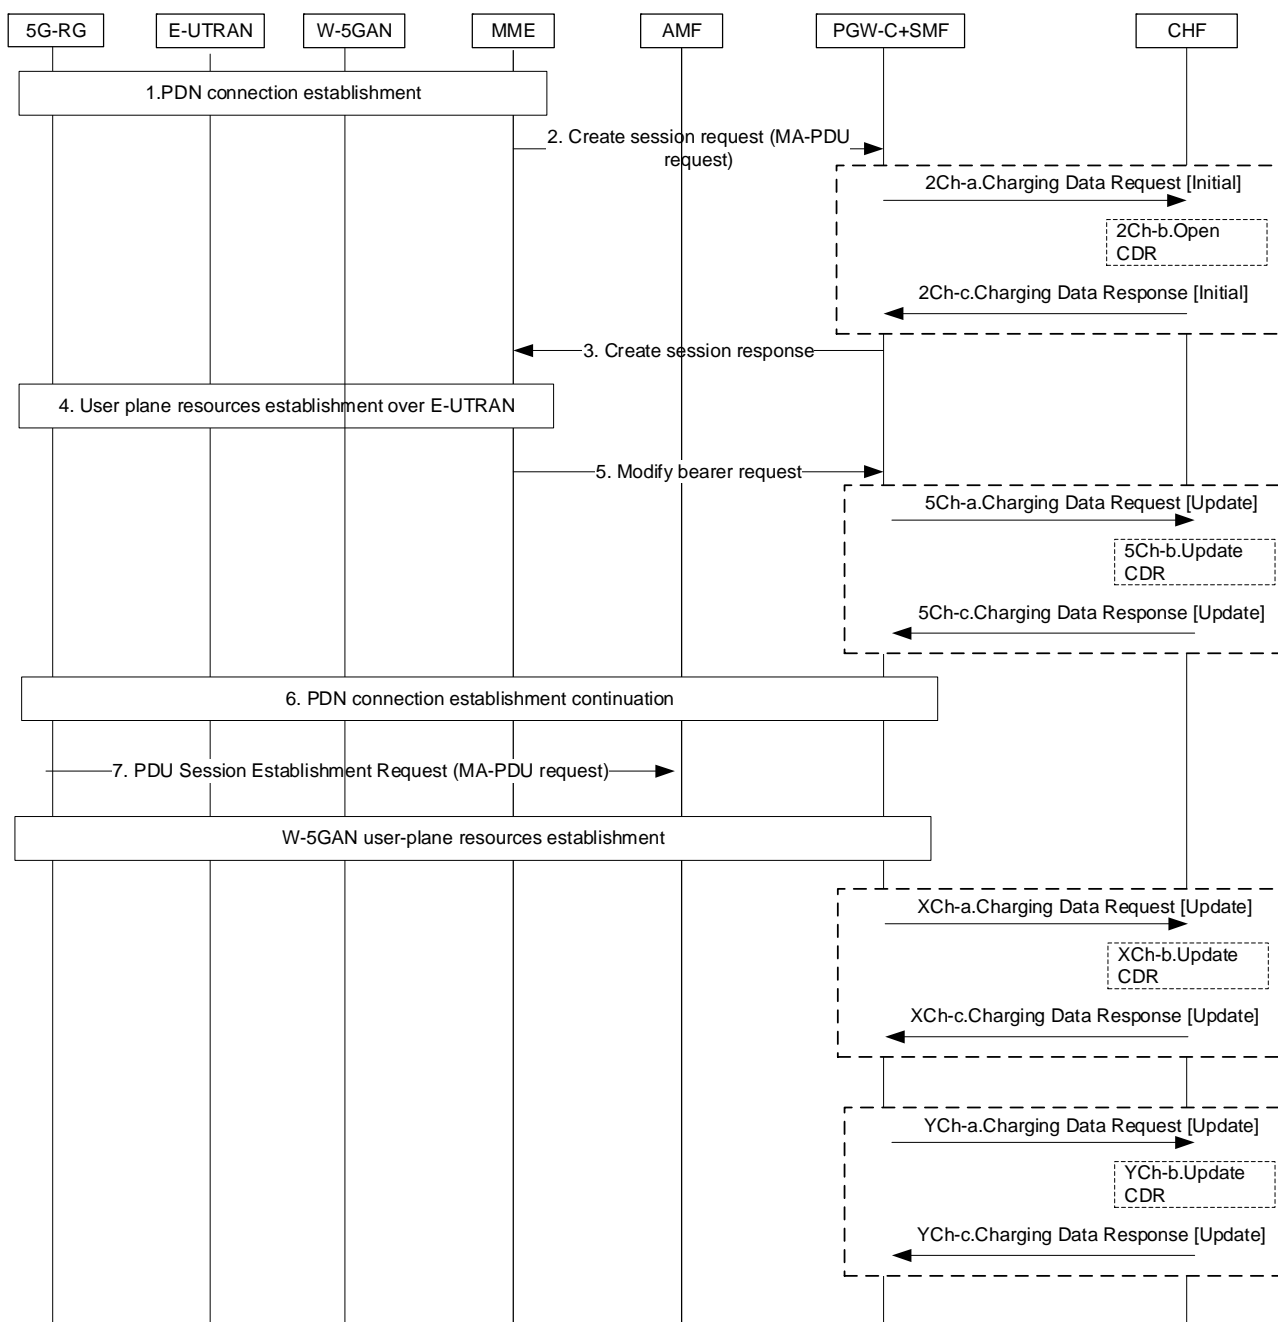 5G-RG
E-UTRAN
W-5GAN
MME
AMF
PGW-C+SMF
CHF
1.PDN connection establishment
2. Create session request (MA-PDU
request)
2Ch-a.Charging Data Request [Initial]
2Ch-b.Open
CDR
2Ch-c.Charging Data Response [Initial]
3. Create session response
4. User plane resources establishment over E-UTRAN
5. Modify bearer request
5Ch-a.Charging Data Request [Update]
5Ch-b.Update
CDR
5Ch-c.Charging Data Response [Update]
6. PDN connection establishment continuation
7. PDU Session Establishment Request (MA-PDU request)
W-5GAN user-plane resources establishment
XCh-a.Charging Data Request [Update]
XCh-b.Update
CDR
XCh-c.Charging Data Response [Update]
YCh-a.Charging Data Request [Update]
YCh-b.Update
CDR
YCh-c.Charging Data Response [Update]